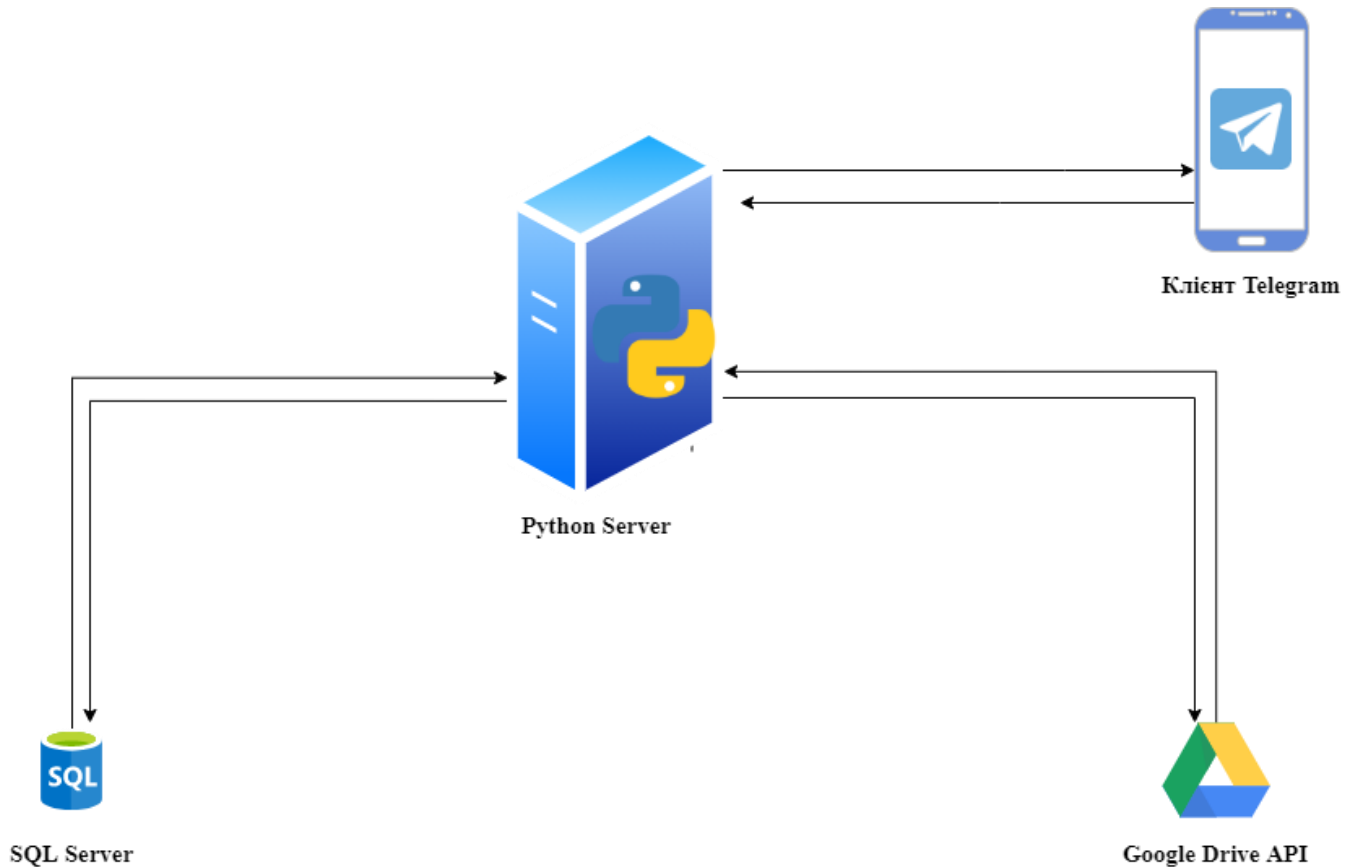 Клієнт Telegram
Python Server
SQL
SQL Server
Google Drive API